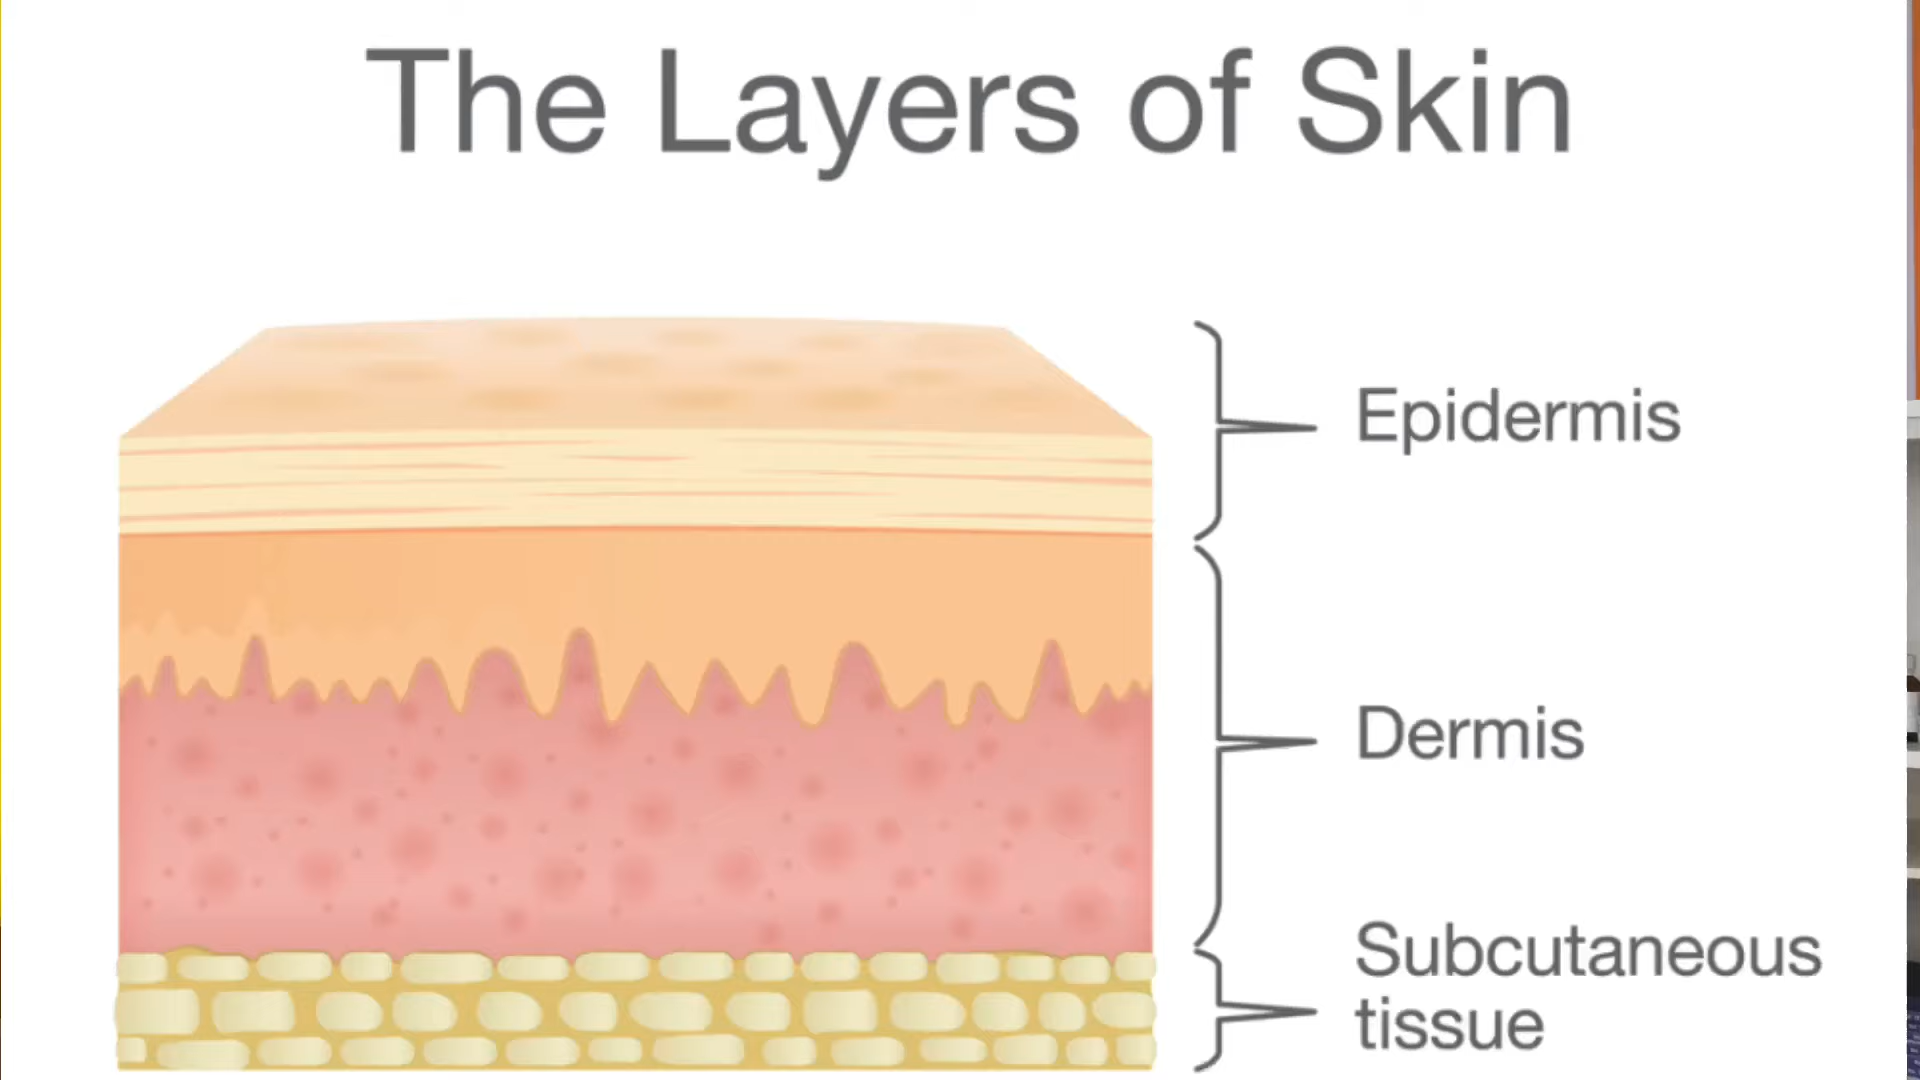 The Layers of Skin
Epidermis
Dermis
Subcutaneous
tissue